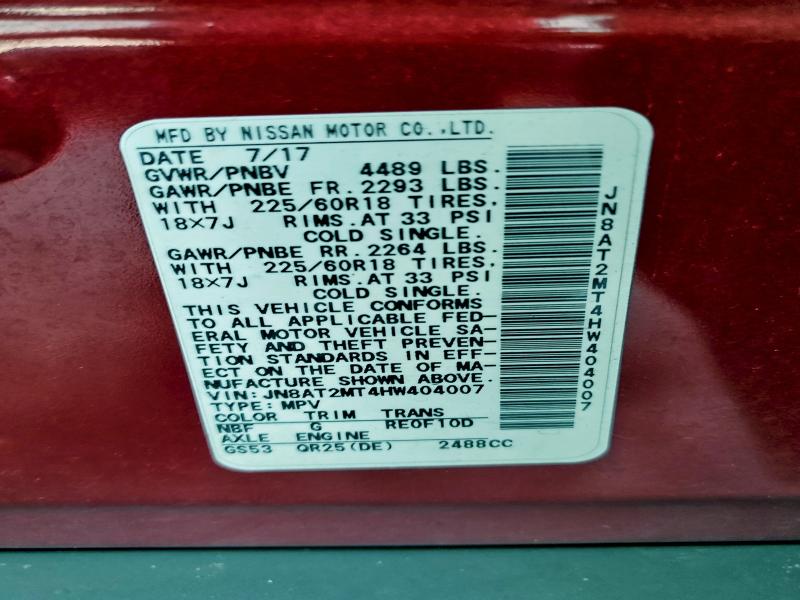 MFD BY NISSAN MOTOR CO.,LTD.
DATE 7/17
GVWR/PNBV 4489 LBS.
GAWR/PNBE FR. 2293 LBS.
WITH 225/60R18 TIRES.
18X7J RIMS. AT 33 PSI
COLD SINGLE.
GAWR/PNBE RR. 2264 LBS.
WITH 225/60R18 TIRES.
18X7J RIMS. AT 33 PSI
COLD SINGLE.
THIS VEHICLE CONFORMS
TO ALL APPLICABLE FED-
ERAL MOTOR VEHICLE SA-
FETY AND THEFT PREVEN-
TION STANDARDS IN EFF-
ECT ON THE DATE OF MA-
NUFACTURE SHOWN ABOVE.
VIN: JN8AT2MT4HW404007
TYPE: MPV
COLOR TRIM TRANS
NBF G RE0F10D
AXLE ENGINE
GS53 QR25(DE) 2488CC
JN8AT2MT4HW404007